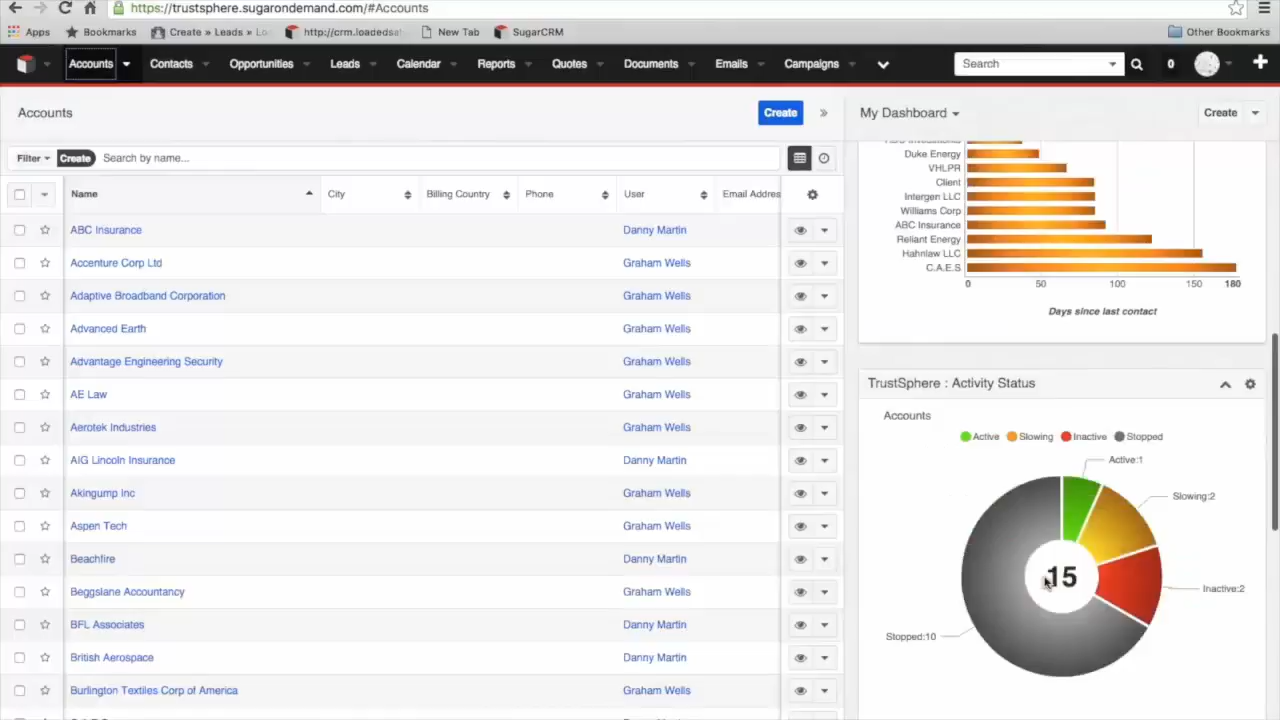 https://trustsphere.sugarondemand.com/#Accounts
Apps Bookmarks Create » Leads » Lo http://crm.loadedsat New Tab SugarCRM Other Bookmarks
Accounts Contacts Opportunities Leads Calendar Reports Quotes Documents Emails Campaigns Search 0
Accounts Create »
Filter Create Search by name...
Name City Billing Country Phone User Email Addres
ABC Insurance Danny Martin
Accenture Corp Ltd Graham Wells
Adaptive Broadband Corporation Graham Wells
Advanced Earth Graham Wells
Advantage Engineering Security Graham Wells
AE Law Graham Wells
Aerotek Industries Graham Wells
AIG Lincoln Insurance Danny Martin
Akingump Inc Graham Wells
Aspen Tech Graham Wells
Beachfire Danny Martin
Beggslane Accountancy Graham Wells
BFL Associates Danny Martin
British Aerospace Danny Martin
Burlington Textiles Corp of America Graham Wells
My Dashboard Create
Duke Energy
VHLPR
Client
Intergen LLC
Williams Corp
ABC Insurance
Reliant Energy
Hahnlaw LLC
C.A.E.S
0 50 100 150 180
Days since last contact
TrustSphere : Activity Status
Accounts
Active Slowing Inactive Stopped
Active:1
Slowing:2
15
Inactive:2
Stopped:10